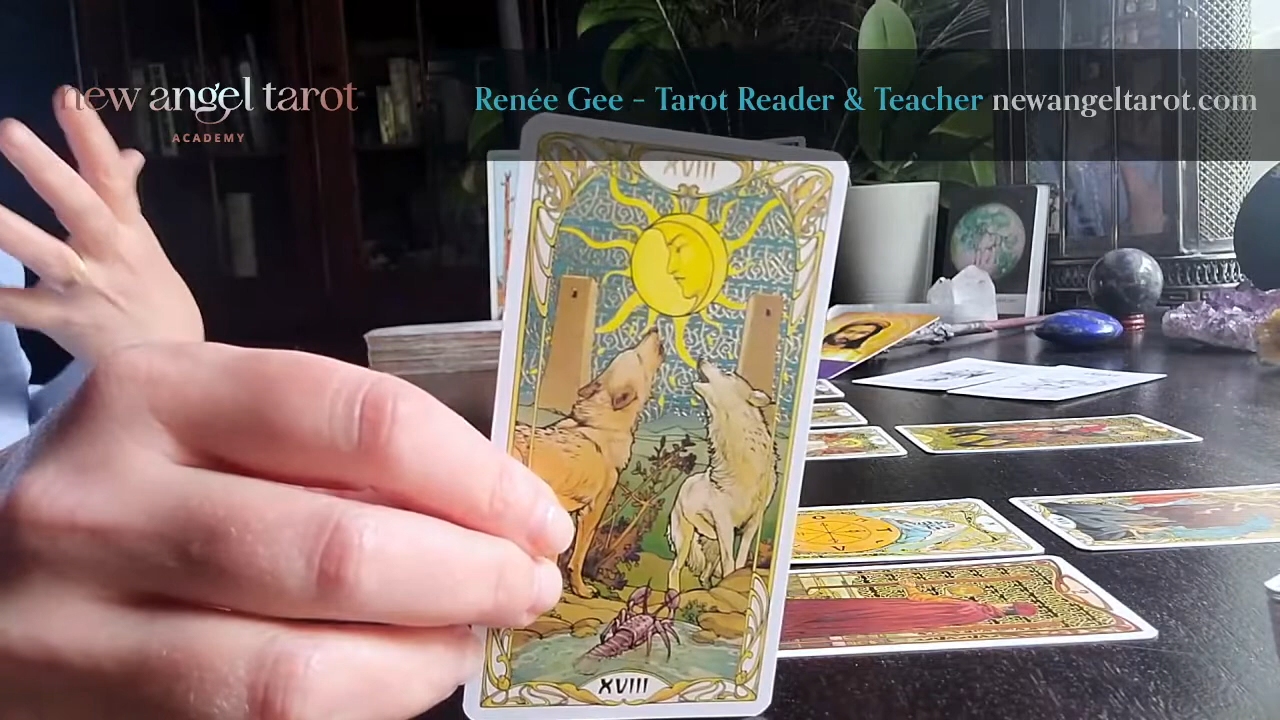 new angel tarot
ACADEMY
Renée Gee - Tarot Reader & Teacher newangeltarot.com
XVIII
XVIII